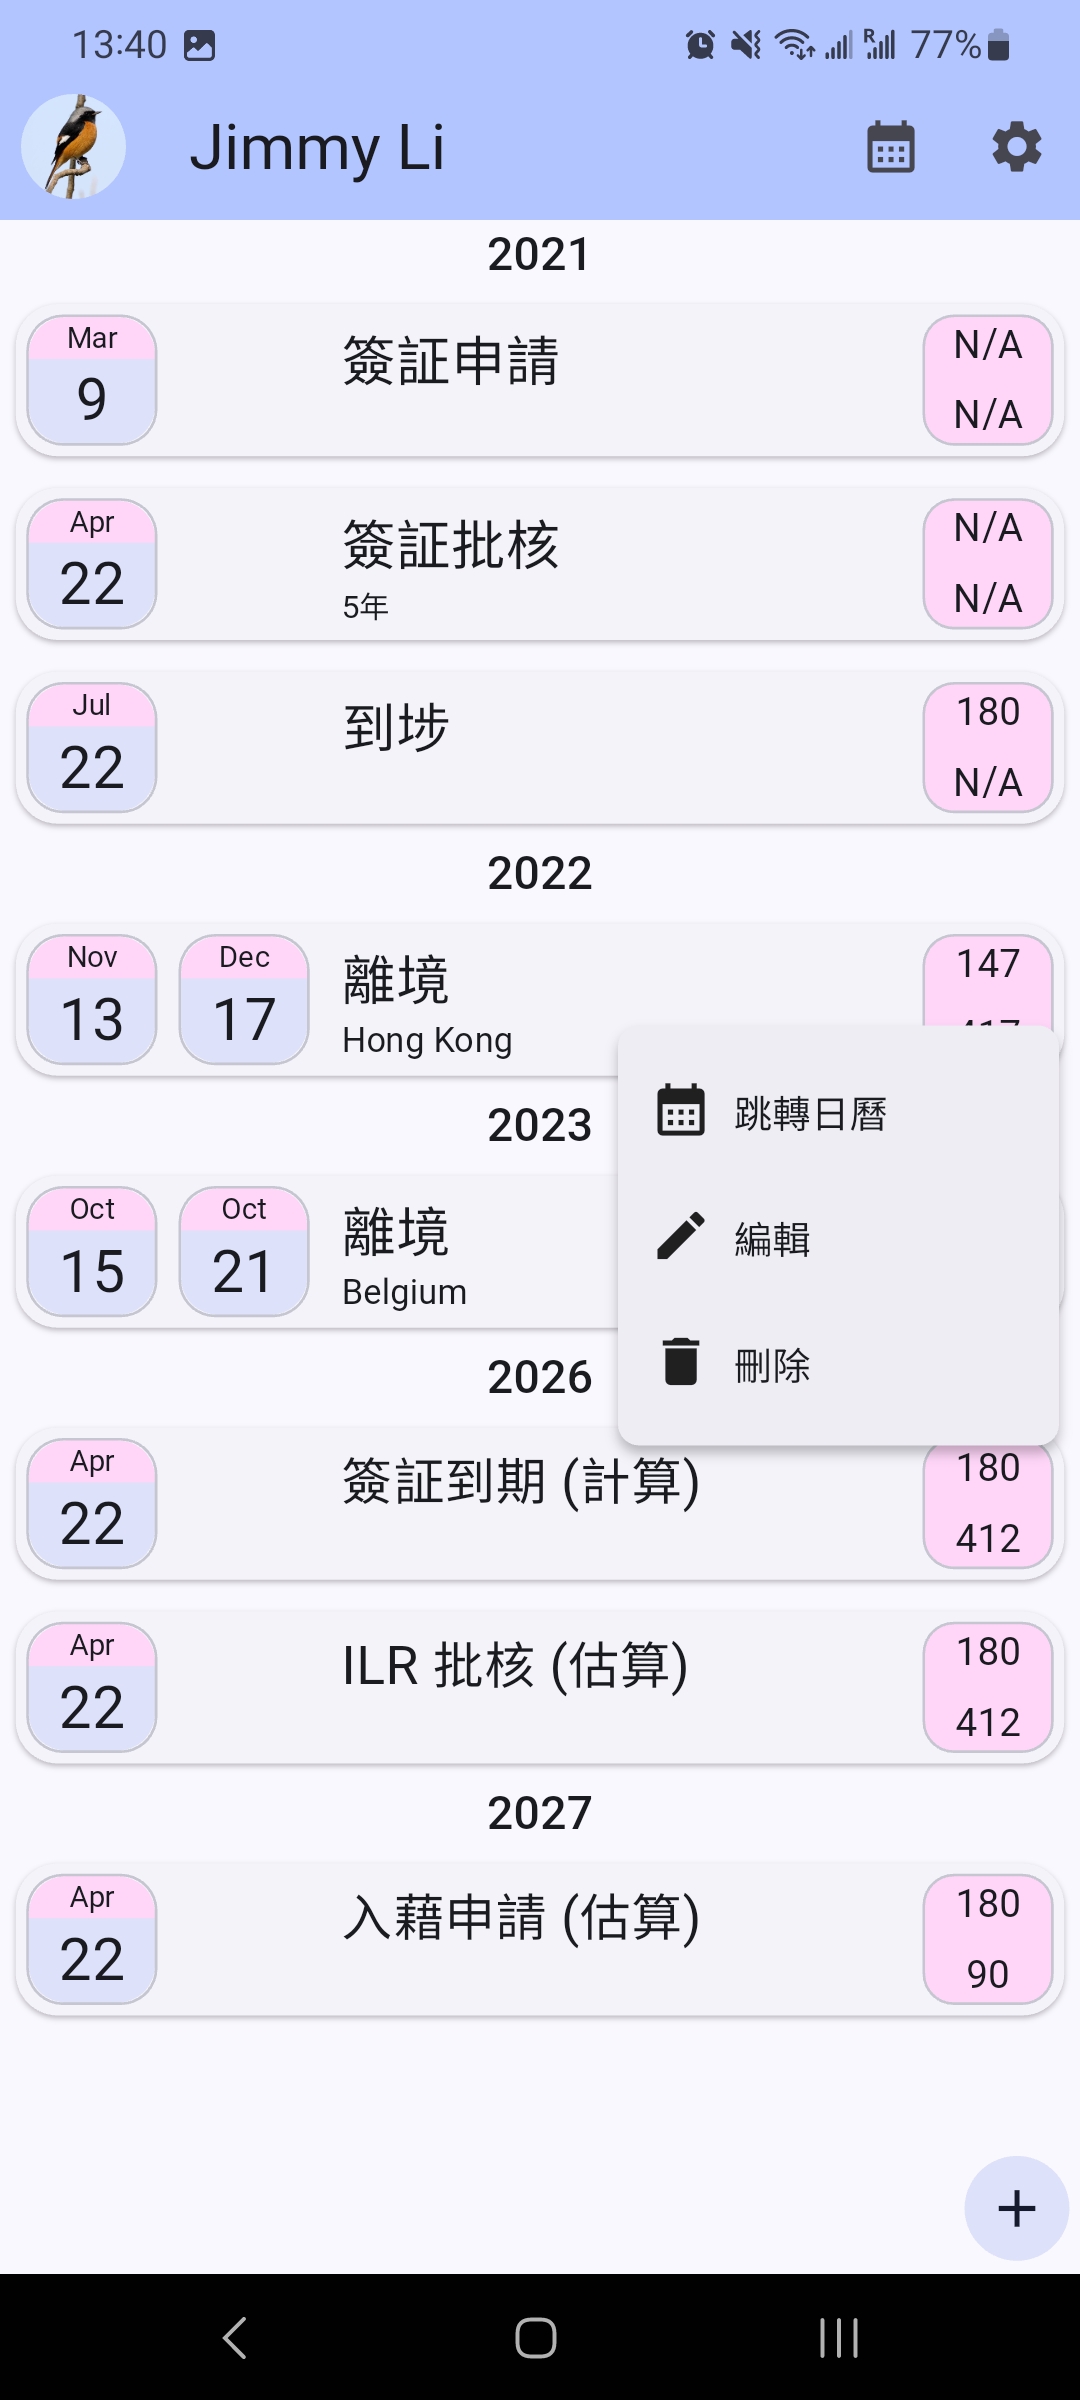 13:40
R
77%
Jimmy Li
2021
Mar
9
簽証申請
N/A
N/A
Apr
22
簽証批核
5年
N/A
N/A
Jul
22
到埗
180
N/A
2022
Nov
13
Dec
17
離境
Hong Kong
147
2023
Oct
15
Oct
21
離境
Belgium
跳轉日曆
編輯
刪除
2026
Apr
22
簽証到期 (計算)
180
412
Apr
22
ILR 批核 (估算)
180
412
2027
Apr
22
入藉申請 (估算)
180
90